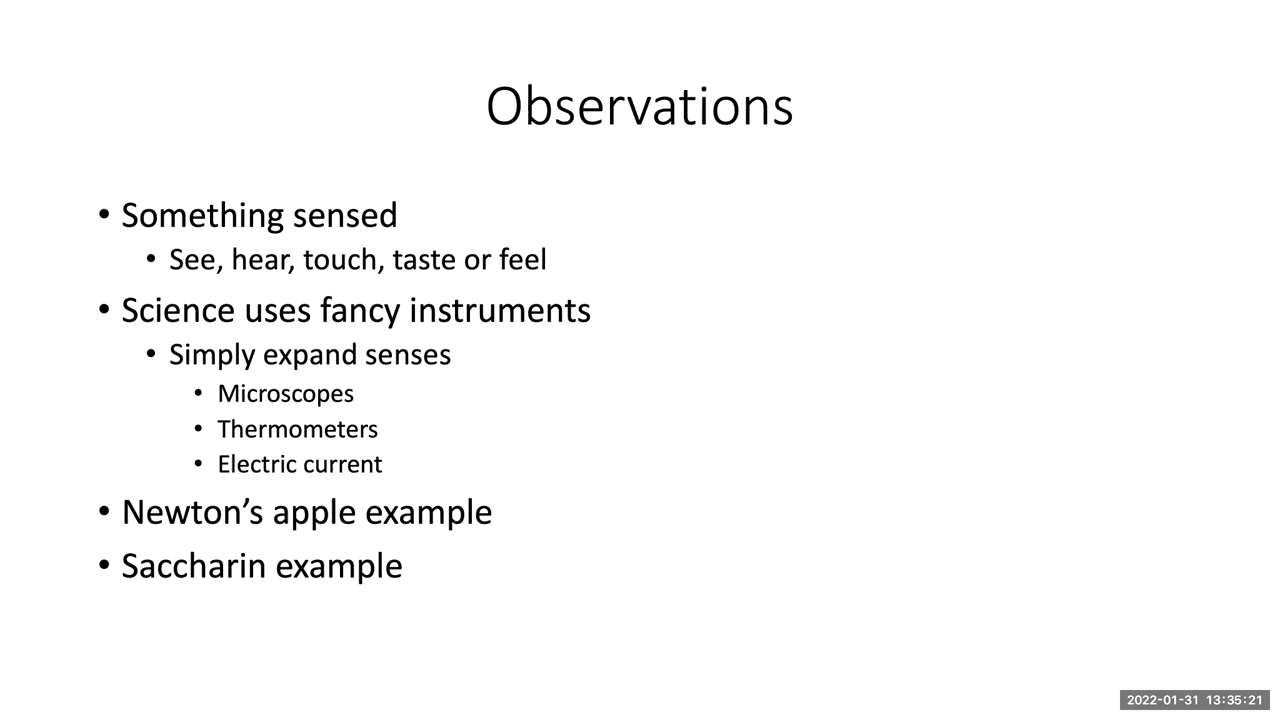 Observations
• Something sensed
• See, hear, touch, taste or feel
• Science uses fancy instruments
• Simply expand senses
• Microscopes
• Thermometers
• Electric current
• Newton’s apple example
• Saccharin example
2022-01-31 13:35:21